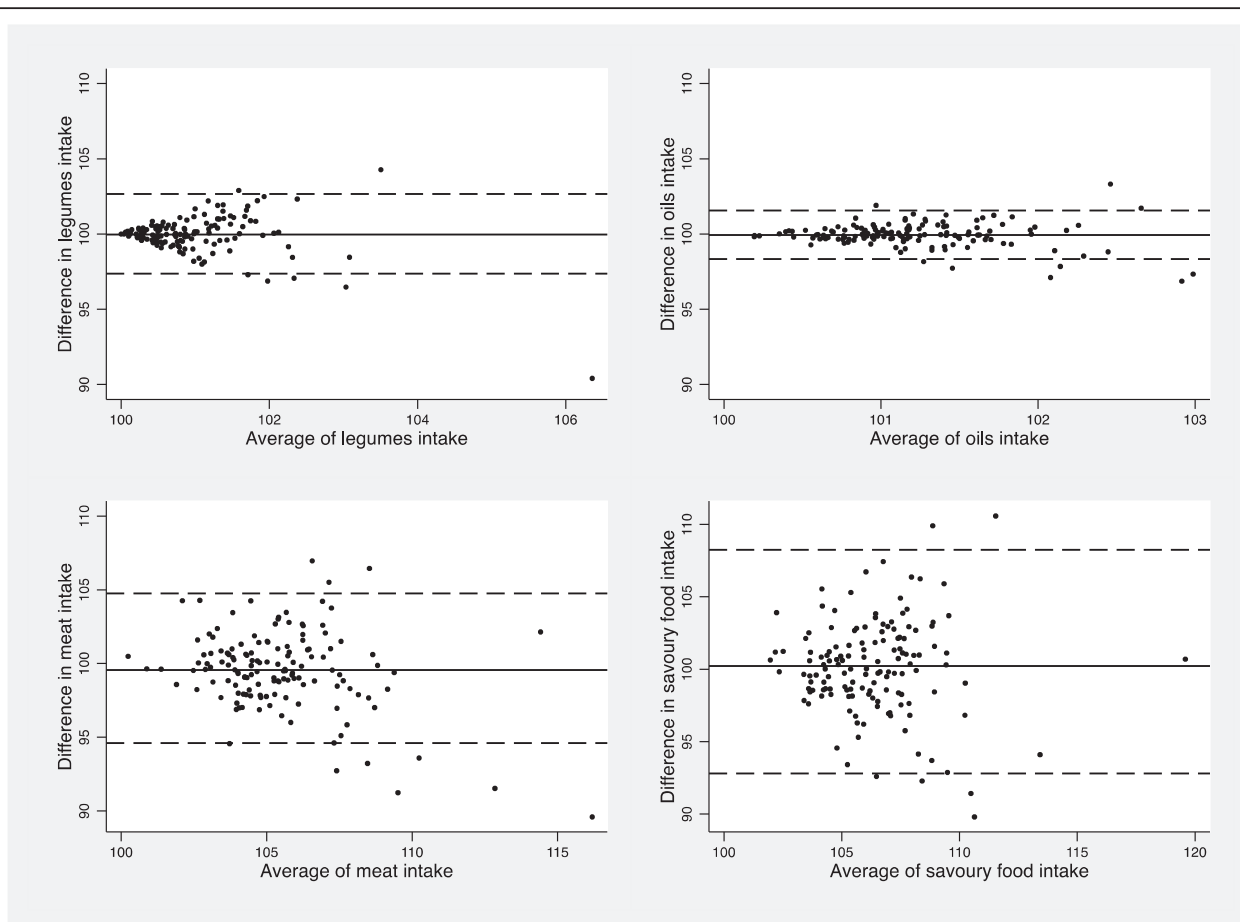 110
105
100
95
90
Difference in legumes intake
100 102 104 106
Average of legumes intake
110
105
100
95
90
Difference in oils intake
100 101 102 103
Average of oils intake
110
105
100
95
90
Difference in meat intake
100 105 110 115
Average of meat intake
110
105
100
95
90
Difference in savoury food intake
100 105 110 115 120
Average of savoury food intake